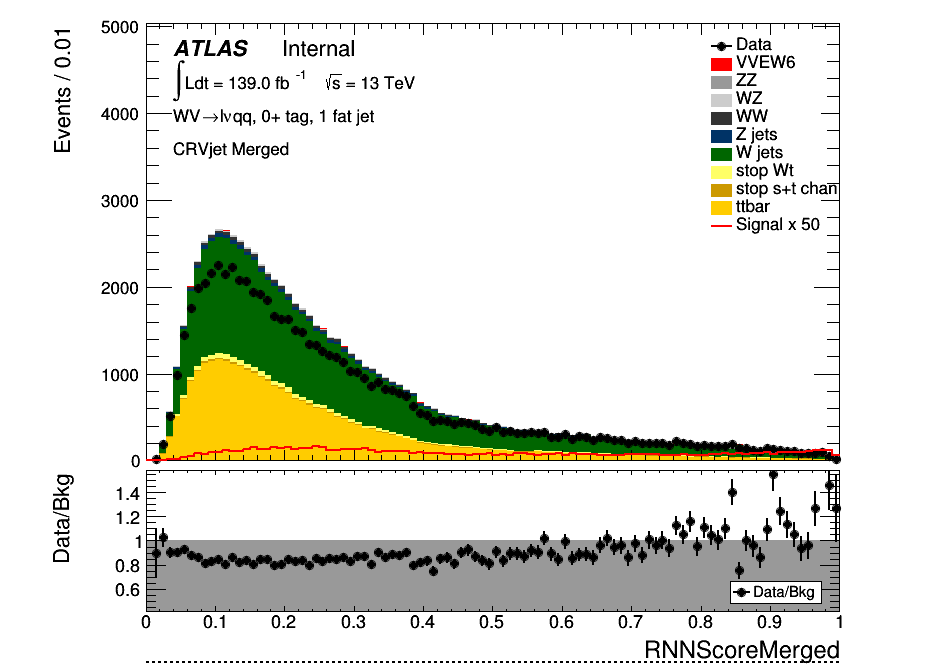 5000
4000
3000
2000
1000
0
Events / 0.01
ATLAS Internal
∫Ldt = 139.0 fb⁻¹ √s = 13 TeV
WV→lνqq, 0+ tag, 1 fat jet
CRVjet Merged
Data
VVEW6
ZZ
WZ
WW
Z jets
W jets
stop Wt
stop s+t chan
ttbar
Signal x 50
Data/Bkg
1.4
1.2
1
0.8
0.6
Data/Bkg
0 0.1 0.2 0.3 0.4 0.5 0.6 0.7 0.8 0.9 1
RNNScoreMerged